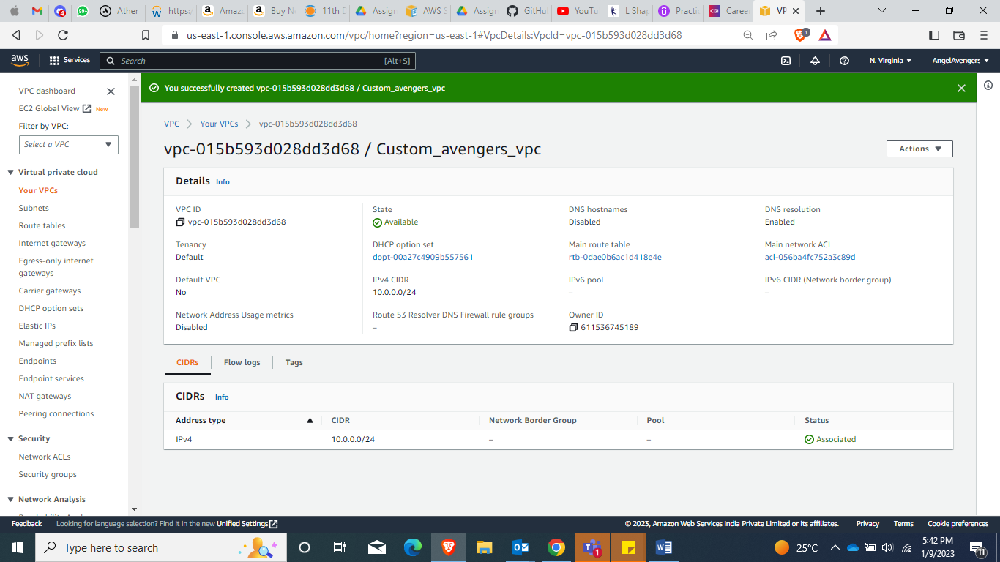 Ather
https:/
Amazo
Buy Ni
11th D
Assign
AWS S
Assign
GitHu
YouTu
L Shap
Practic
CGI Career
VP
us-east-1.console.aws.amazon.com/vpc/home?region=us-east-1#VpcDetails:VpcId=vpc-015b593d028dd3d68
1
aws
Services
Search
[Alt+S]
N. Virginia
AngelAvengers
You successfully created vpc-015b593d028dd3d68 / Custom_avengers_vpc
VPC dashboard
EC2 Global View New
Filter by VPC:
Select a VPC
Virtual private cloud
Your VPCs
Subnets
Route tables
Internet gateways
Egress-only internet
gateways
Carrier gateways
DHCP option sets
Elastic IPs
Managed prefix lists
Endpoints
Endpoint services
NAT gateways
Peering connections
Security
Network ACLs
Security groups
Network Analysis
VPC
Your VPCs
vpc-015b593d028dd3d68
vpc-015b593d028dd3d68 / Custom_avengers_vpc
Actions
Details Info
VPC ID
vpc-015b593d028dd3d68
State
Available
DNS hostnames
Disabled
DNS resolution
Enabled
Tenancy
Default
DHCP option set
dopt-00a27c4909b557561
Main route table
rtb-0dae0b6ac1d418e4e
Main network ACL
acl-056ba4fc752a3c89d
Default VPC
No
IPv4 CIDR
10.0.0.0/24
IPv6 pool
–
IPv6 CIDR (Network border group)
–
Network Address Usage metrics
Disabled
Route 53 Resolver DNS Firewall rule groups
–
Owner ID
611536745189
CIDRs
Flow logs
Tags
CIDRs Info
Address type
CIDR
Network Border Group
Pool
Status
IPv4
10.0.0.0/24
–
–
Associated
Feedback
Looking for language selection? Find it in the new Unified Settings
© 2023, Amazon Web Services India Private Limited or its affiliates.
Privacy
Terms
Cookie preferences
Type here to search
25°C
5:42 PM
1/9/2023
11